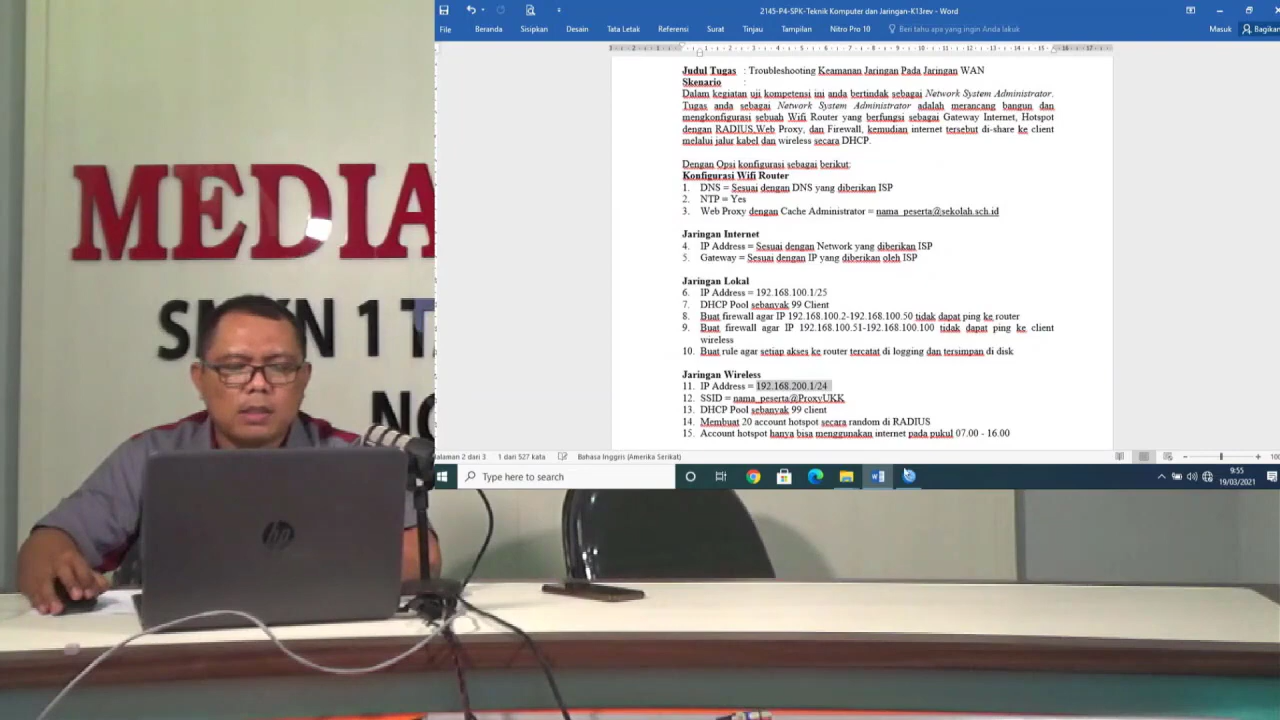 2145-P4-SPK-Teknik Komputer dan Jaringan-K13rev - Word
File Beranda Sisipkan Desain Tata Letak Referensi Surat Tinjau Tampilan Nitro Pro 10 Beri tahu apa yang ingin Anda lakukan Masuk Bagikan
Judul Tugas : Troubleshooting Keamanan Jaringan Pada Jaringan WAN
Skenario :
Dalam kegiatan uji kompetensi ini anda bertindak sebagai Network System Administrator.
Tugas anda sebagai Network System Administrator adalah merancang bangun dan
mengkonfigurasi sebuah Wifi Router yang berfungsi sebagai Gateway Internet, Hotspot
dengan RADIUS,Web Proxy, dan Firewall, kemudian internet tersebut di-share ke client
melalui jalur kabel dan wireless secara DHCP.
Dengan Opsi konfigurasi sebagai berikut:
Konfigurasi Wifi Router
1. DNS = Sesuai dengan DNS yang diberikan ISP
2. NTP = Yes
3. Web Proxy dengan Cache Administrator = nama_peserta@sekolah.sch.id
Jaringan Internet
4. IP Address = Sesuai dengan Network yang diberikan ISP
5. Gateway = Sesuai dengan IP yang diberikan oleh ISP
Jaringan Lokal
6. IP Address = 192.168.100.1/25
7. DHCP Pool sebanyak 99 Client
8. Buat firewall agar IP 192.168.100.2-192.168.100.50 tidak dapat ping ke router
9. Buat firewall agar IP 192.168.100.51-192.168.100.100 tidak dapat ping ke client
wireless
10. Buat rule agar setiap akses ke router tercatat di logging dan tersimpan di disk
Jaringan Wireless
11. IP Address = 192.168.200.1/24
12. SSID = nama_peserta@ProxyUKK
13. DHCP Pool sebanyak 99 client
14. Membuat 20 account hotspot secara random di RADIUS
15. Account hotspot hanya bisa menggunakan internet pada pukul 07.00 - 16.00
alaman 2 dari 3 1 dari 527 kata Bahasa Inggris (Amerika Serikat) 100
Type here to search
9:55
19/03/2021
MEDIA
SMKN 1 T
NO
hp